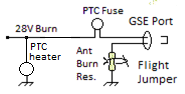 PTC Fuse
GSE Port
28V Burn
PTC
heater
Ant
Burn
Res.
Flight
Jumper